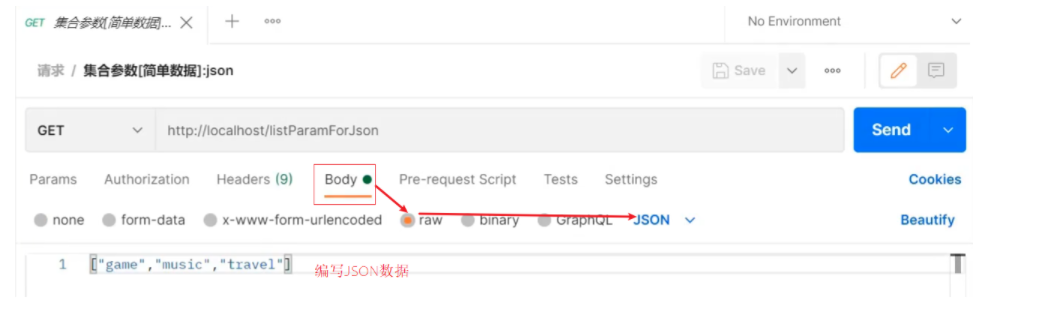 GET 集合参数[简单数据]... No Environment
请求 / 集合参数[简单数据]:json Save
GET http://localhost/listParamForJson Send
Params Authorization Headers (9) Body Pre-request Script Tests Settings Cookies
none form-data x-www-form-urlencoded raw binary GraphQL JSON Beautify
1 ["game","music","travel"] 编写JSON数据